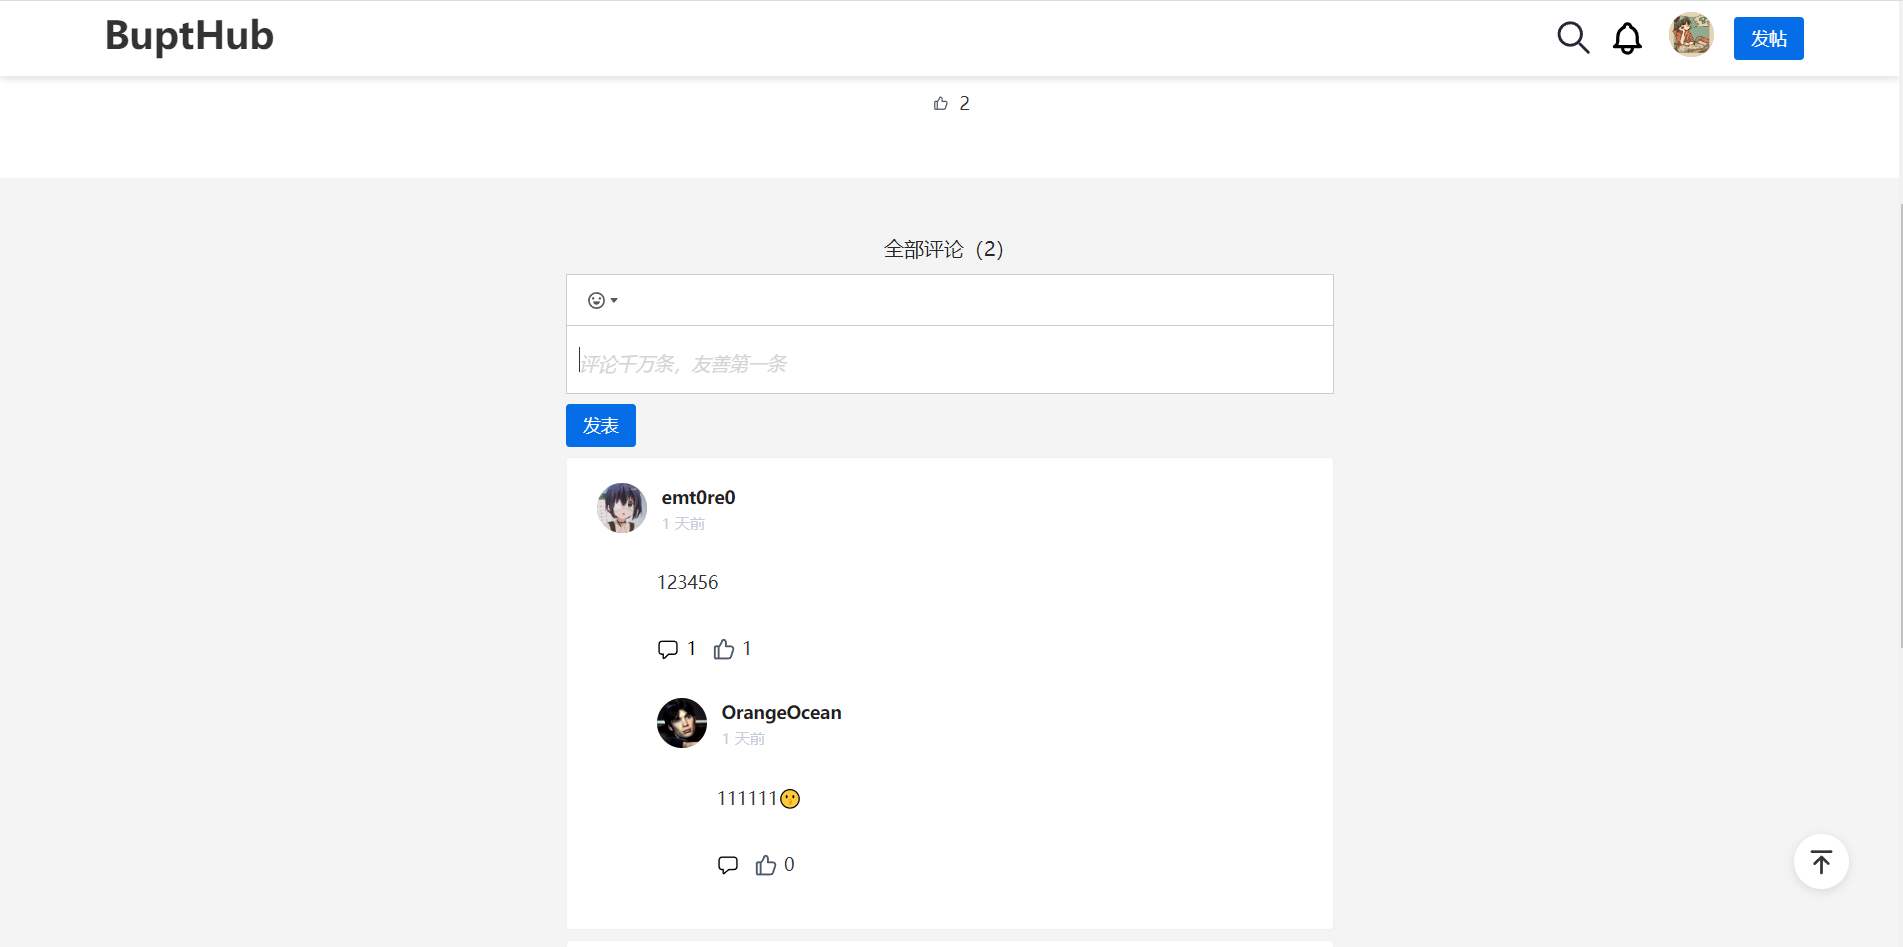 BuptHub
发帖
2
全部评论（2）
评论千万条，友善第一条
发表
emt0re0
1 天前
123456
1 1
OrangeOcean
1 天前
111111😗
0